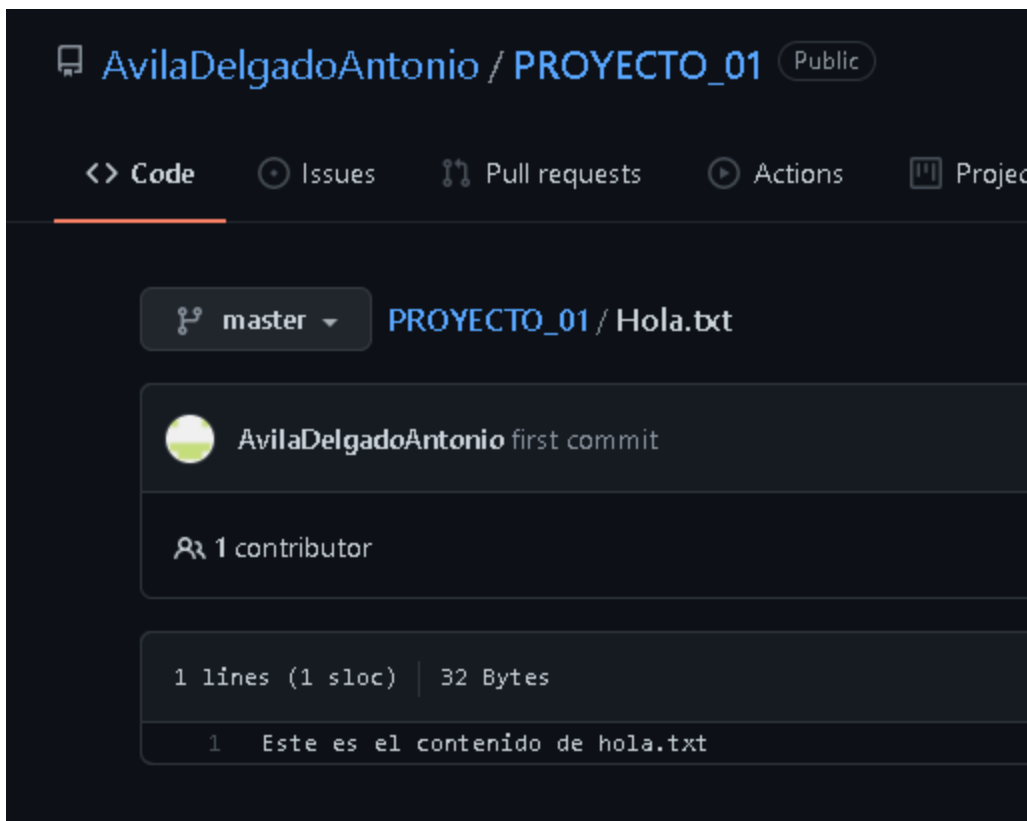 AvilaDelgadoAntonio / PROYECTO_01 Public
Code Issues Pull requests Actions Projec
master PROYECTO_01 / Hola.txt
AvilaDelgadoAntonio first commit
1 contributor
1 lines (1 sloc) 32 Bytes
1 Este es el contenido de hola.txt